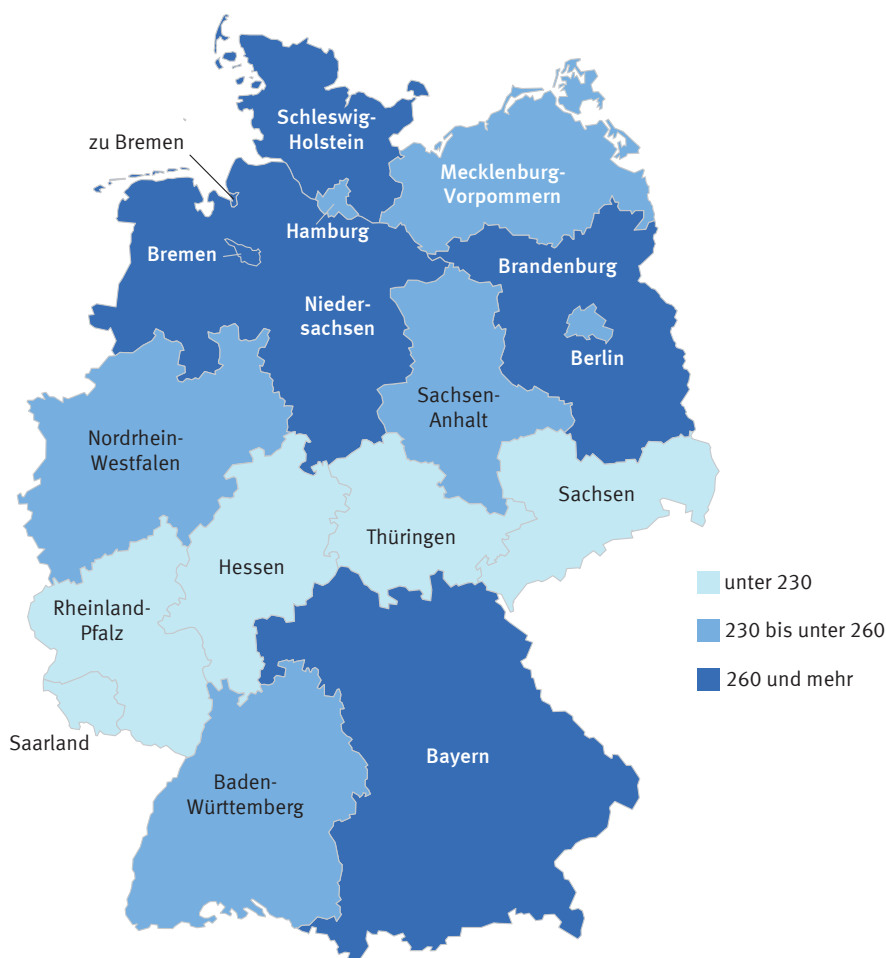 Schleswig-
Holstein
zu Bremen
Mecklenburg-
Vorpommern
Hamburg
Bremen
Brandenburg
Nieder-
sachsen
Berlin
Sachsen-
Anhalt
Nordrhein-
Westfalen
Sachsen
Thüringen
Hessen
Rheinland-
Pfalz
Saarland
Bayern
Baden-
Württemberg
unter 230
230 bis unter 260
260 und mehr